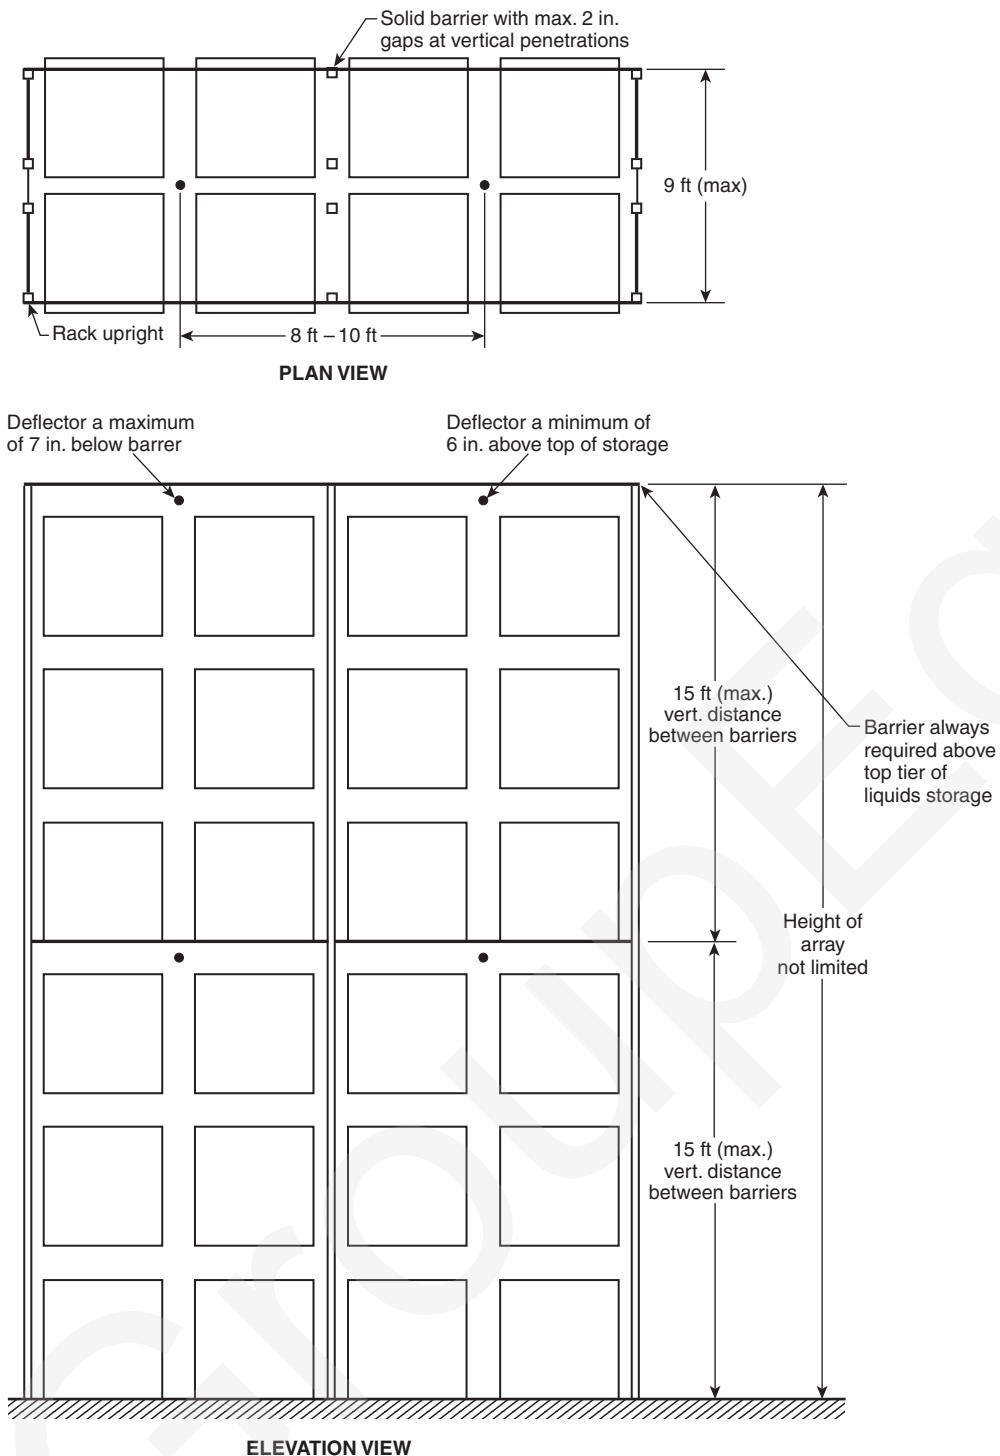 Solid barrier with max. 2 in.
gaps at vertical penetrations
9 ft (max)
Rack upright
8 ft – 10 ft
PLAN VIEW
Deflector a maximum
of 7 in. below barrer
Deflector a minimum of
6 in. above top of storage
15 ft (max.)
vert. distance
between barriers
Barrier always
required above
top tier of
liquids storage
Height of
array
not limited
15 ft (max.)
vert. distance
between barriers
ELEVATION VIEW